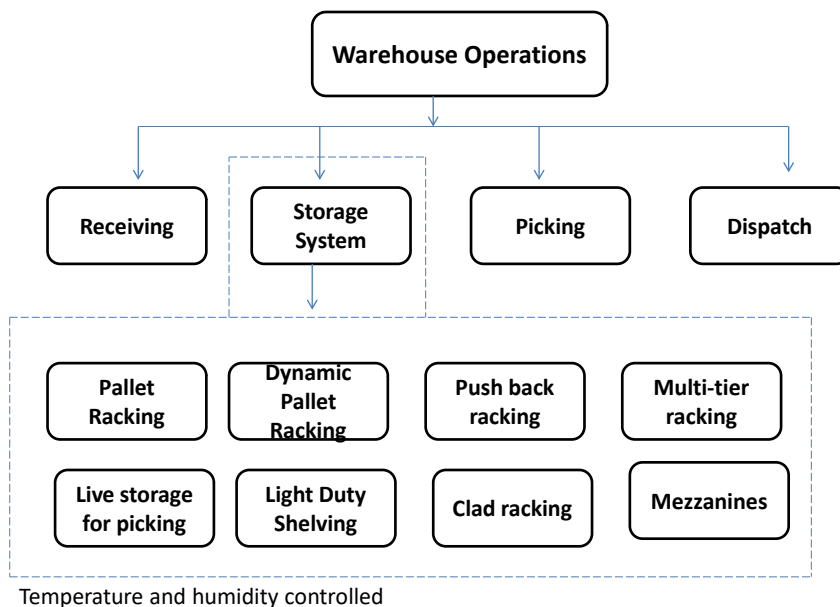 Warehouse Operations
Receiving
Storage
System
Picking
Dispatch
Pallet
Racking
Dynamic
Pallet
Racking
Push back
racking
Multi-tier
racking
Live storage
for picking
Light Duty
Shelving
Clad racking
Mezzanines
Temperature and humidity controlled